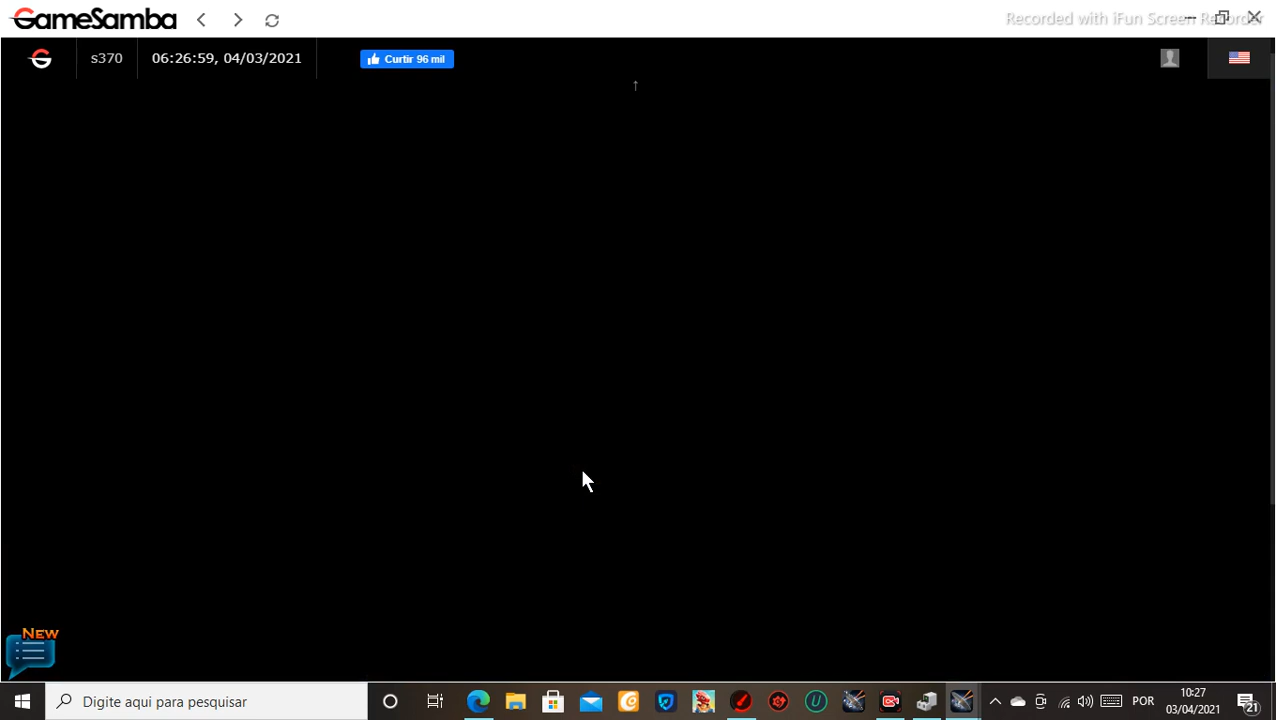 GameSamba
Recorded with iFun Screen Recorder
s370
06:26:59, 04/03/2021
Curtir 96 mil
↑
New
Digite aqui para pesquisar
POR
10:27
03/04/2021
21